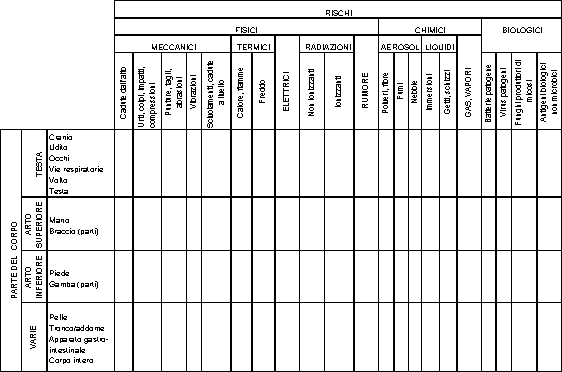 RISCHI
FISICI CHIMICI BIOLOGICI
MECCANICI TERMICI RADIAZIONI AEROSOL LIQUIDI
Cadute dall'alto
Urti, colpi, impatti, compressioni
Punture, tagli, abrasioni
Vibrazioni
Scivolamenti, cadute a livello
Calore, fiamme
Freddo
ELETTRICI
Non ionizzanti
Ionizzanti
RUMORE
Polveri, fibre
Fumi
Nebbie
Immersioni
Getti, schizzi
GAS, VAPORI
Batterie patogene
Virus patogeni
Funghi produttori di micosi
Antigeni biologici non microbici
PARTE DEL CORPO
TESTA
Cranio
Udito
Occhi
Vie respiratorie
Volto
Testa
ARTO SUPERIORE
Mano
Braccio (parti)
ARTO INFERIORE
Piede
Gamba (parti)
VARIE
Pelle
Tronco/addome
Apparato gastro-
intestinale
Corpo intero